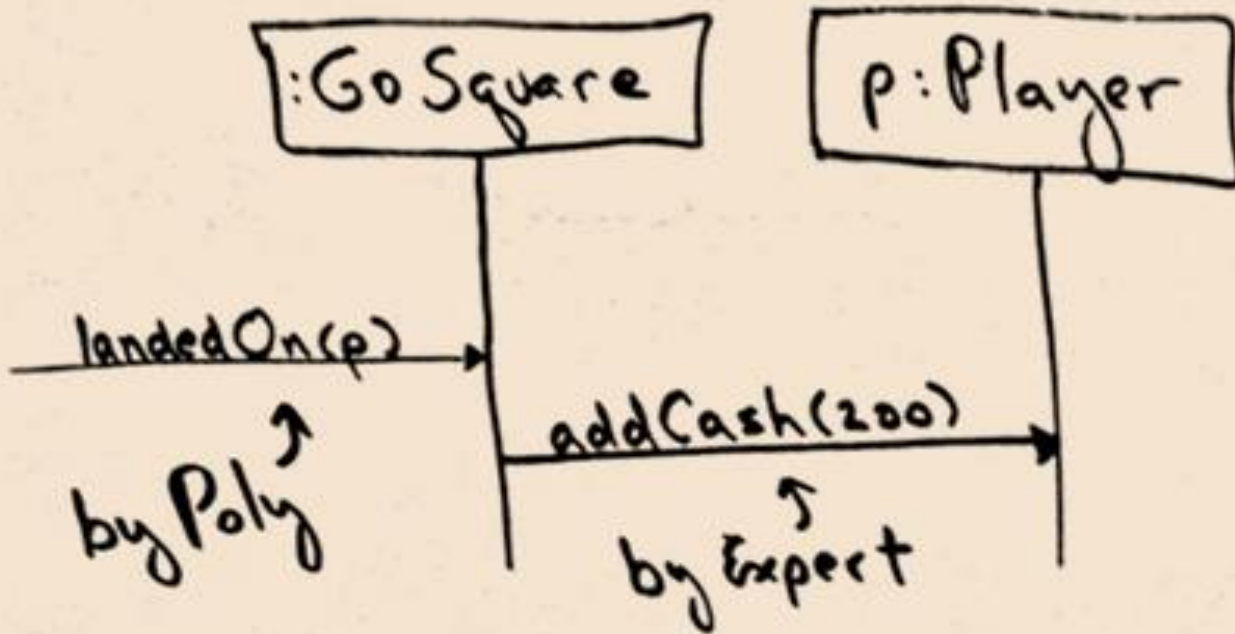 :GoSquare
p:Player
landedOn(p)
addCash(200)
by Poly
by Expert